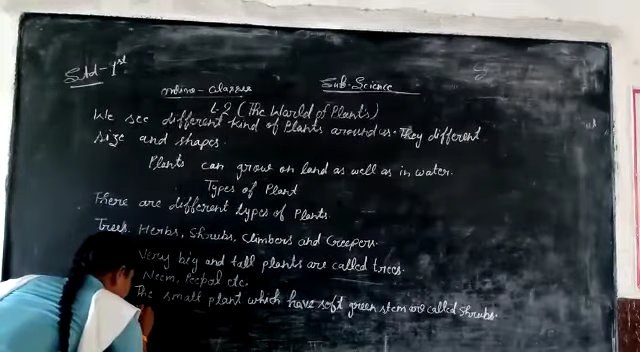 Std-1st
online-classes Sub-Science
L-2 (The World of Plants)
We see different kind of Plants around us. They different
size and shapes.
Plants can grow on land as well as in water.
Types of Plant
There are different types of Plants.
Trees, Herbs, Shrubs, Climbers and Creepers.
Very big and tall plants are called trees.
Neem, Peepal etc.
The small plant which have soft green stem are called Shrubs.